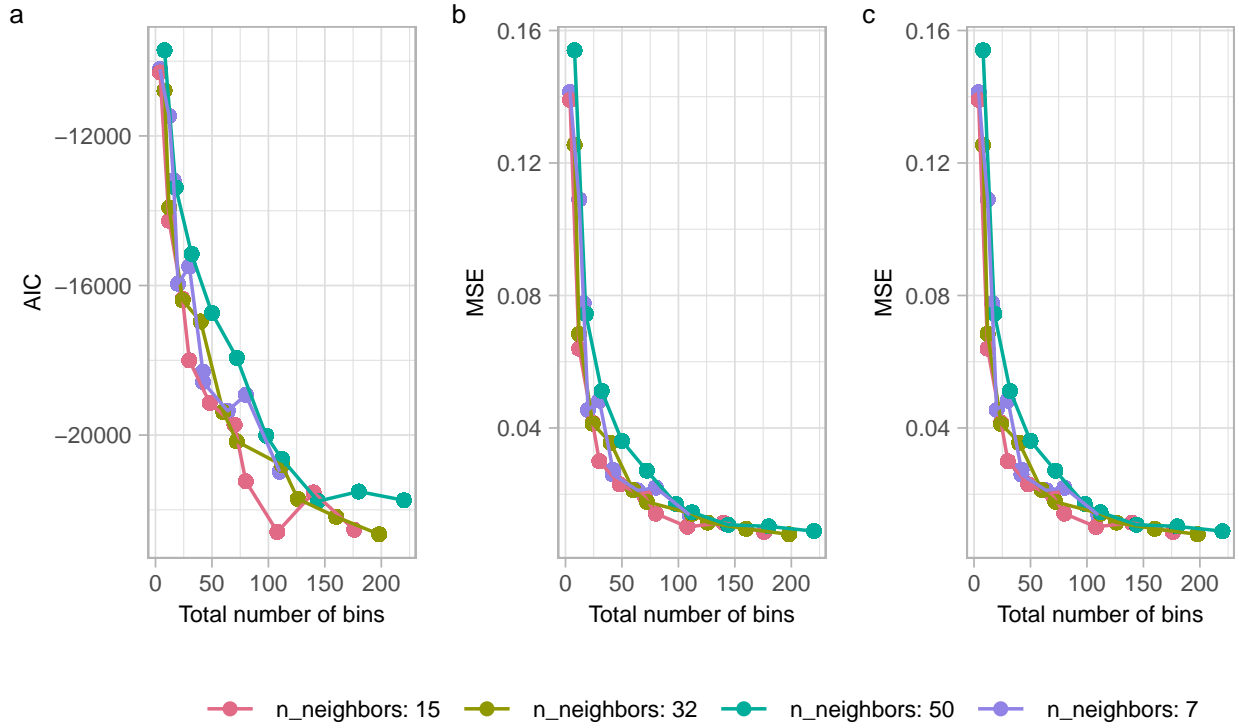 a
AIC
−12000
−16000
−20000
0 50 100 150 200
Total number of bins
b
MSE
0.16
0.12
0.08
0.04
0 50 100 150 200
Total number of bins
c
MSE
0.16
0.12
0.08
0.04
0 50 100 150 200
Total number of bins
n_neighbors: 15 n_neighbors: 32 n_neighbors: 50 n_neighbors: 7